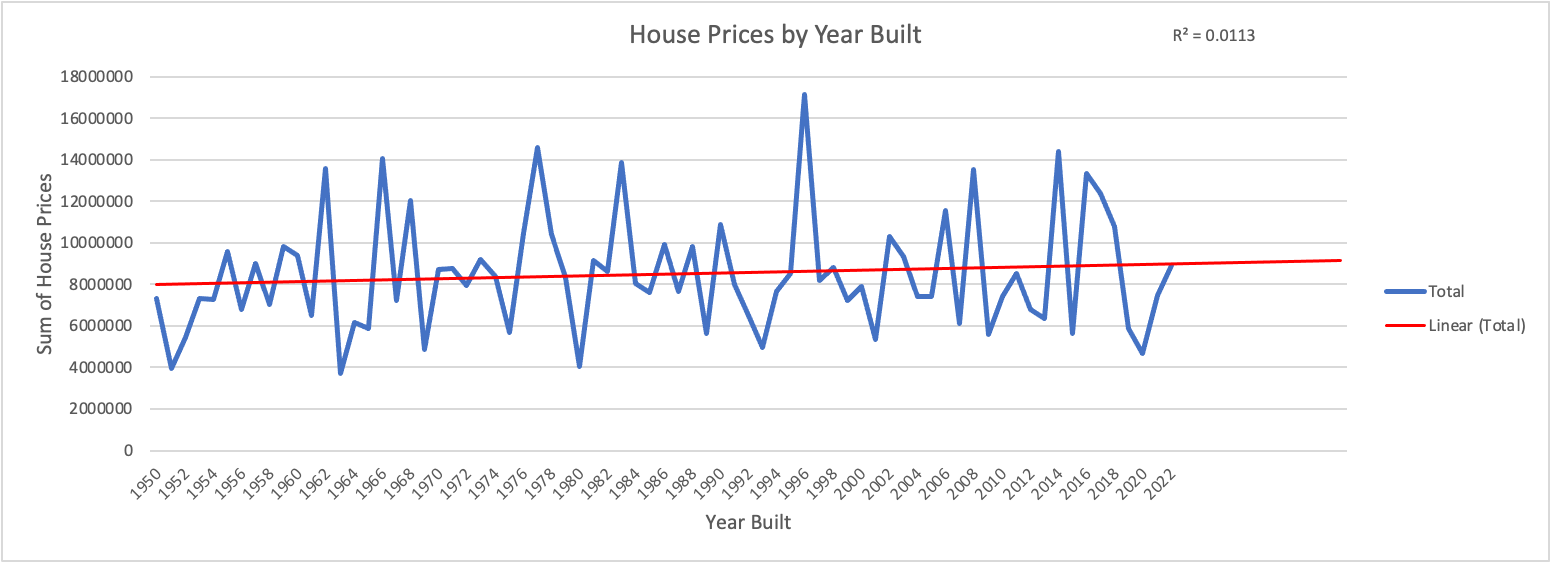 House Prices by Year Built
R² = 0.0113
18000000
16000000
14000000
12000000
10000000
8000000
6000000
4000000
2000000
0
Sum of House Prices
1950 1952 1954 1956 1958 1960 1962 1964 1966 1968 1970 1972 1974 1976 1978 1980 1982 1984 1986 1988 1990 1992 1994 1996 1998 2000 2002 2004 2006 2008 2010 2012 2014 2016 2018 2020 2022
Year Built
Total
Linear (Total)